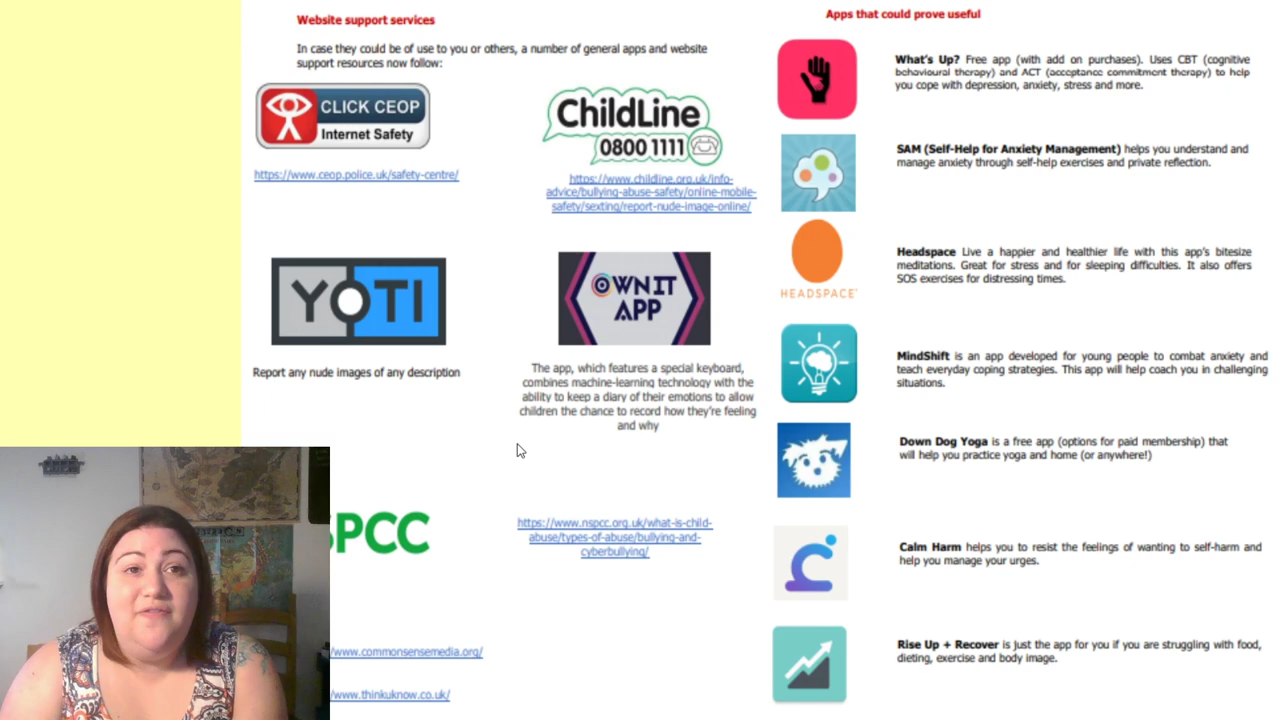 Website support services
In case they could be of use to you or others, a number of general apps and website
support resources now follow:
CLICK CEOP
Internet Safety
https://www.ceop.police.uk/safety-centre/
ChildLine
0800 1111
https://www.childline.org.uk/info-
advice/bullying-abuse-safety/online-mobile-
safety/sexting/report-nude-image-online/
YOTI
Report any nude images of any description
OWN IT
APP
The app, which features a special keyboard,
combines machine-learning technology with the
ability to keep a diary of their emotions to allow
children the chance to record how they're feeling
and why
SPCC
https://www.nspcc.org.uk/what-is-child-
abuse/types-of-abuse/bullying-and-
cyberbullying/
/www.commonsensemedia.org/
/www.thinkuknow.co.uk/
Apps that could prove useful
What's Up? Free app (with add on purchases). Uses CBT (cognitive
behavioural therapy) and ACT (acceptance commitment therapy) to help
you cope with depression, anxiety, stress and more.
SAM (Self-Help for Anxiety Management) helps you understand and
manage anxiety through self-help exercises and private reflection.
HEADSPACE
Headspace Live a happier and healthier life with this app's bitesize
meditations. Great for stress and for sleeping difficulties. It also offers
SOS exercises for distressing times.
MindShift is an app developed for young people to combat anxiety and
teach everyday coping strategies. This app will help coach you in challenging
situations.
Down Dog Yoga is a free app (options for paid membership) that
will help you practice yoga and home (or anywhere!)
Calm Harm helps you to resist the feelings of wanting to self-harm and
help you manage your urges.
Rise Up + Recover is just the app for you if you are struggling with food,
dieting, exercise and body image.